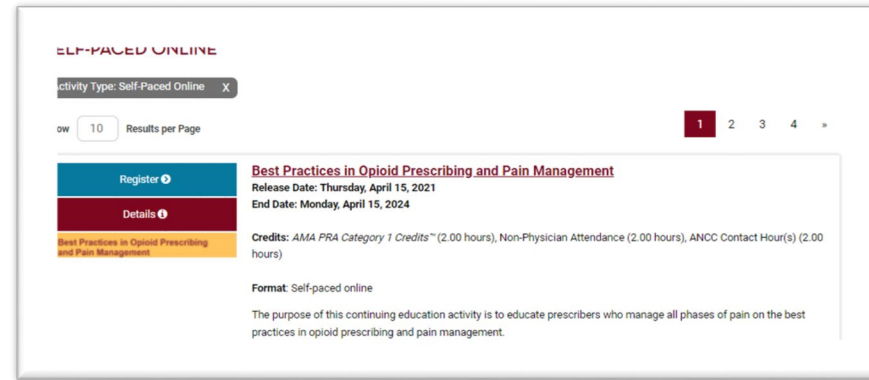 ELF-PACED ONLINE
ctivity Type: Self-Paced Online X
ow 10 Results per Page
1 2 3 4 »
Register
Details
Best Practices in Opioid Prescribing
and Pain Management
Best Practices in Opioid Prescribing and Pain Management
Release Date: Thursday, April 15, 2021
End Date: Monday, April 15, 2024
Credits: AMA PRA Category 1 Credits™ (2.00 hours), Non-Physician Attendance (2.00 hours), ANCC Contact Hour(s) (2.00
hours)
Format: Self-paced online
The purpose of this continuing education activity is to educate prescribers who manage all phases of pain on the best
practices in opioid prescribing and pain management.